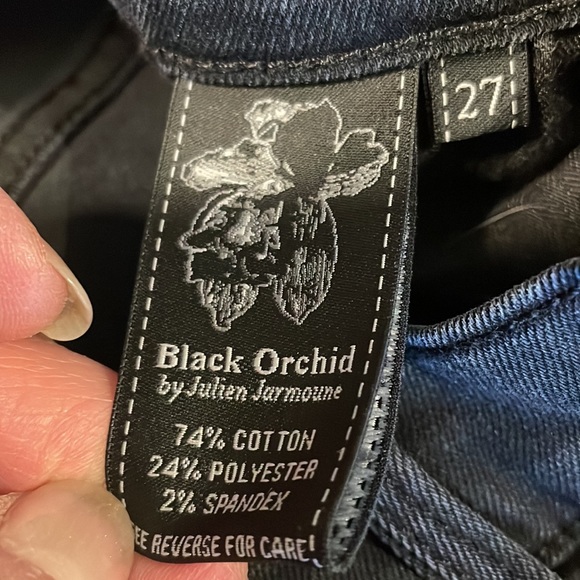 27
Black Orchid
by Julien Jarmoune
74% COTTON
24% POLYESTER
2% SPANDEX
EE REVERSE FOR CARE!